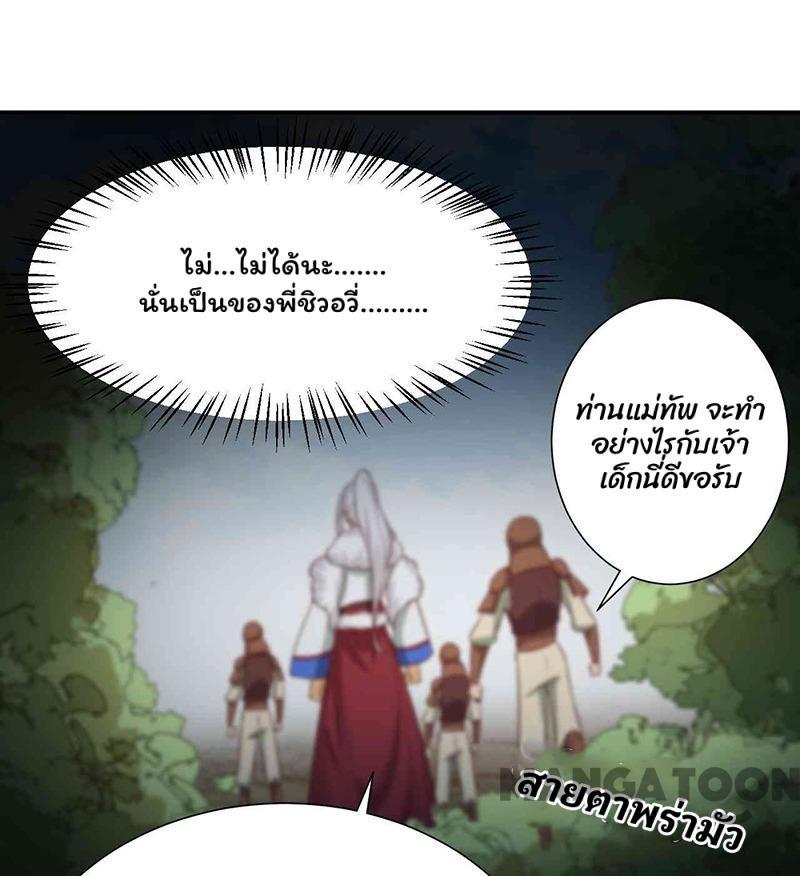 ไม่...ไม่ได้นะ.......
นั่นเป็นของพี่ชิวอวี่.........
ท่านแม่ทัพ จะทำ
อย่างไรกับเจ้า
เด็กนี่ดีขอรับ
สายตาพร่ามัว
MANGATOON